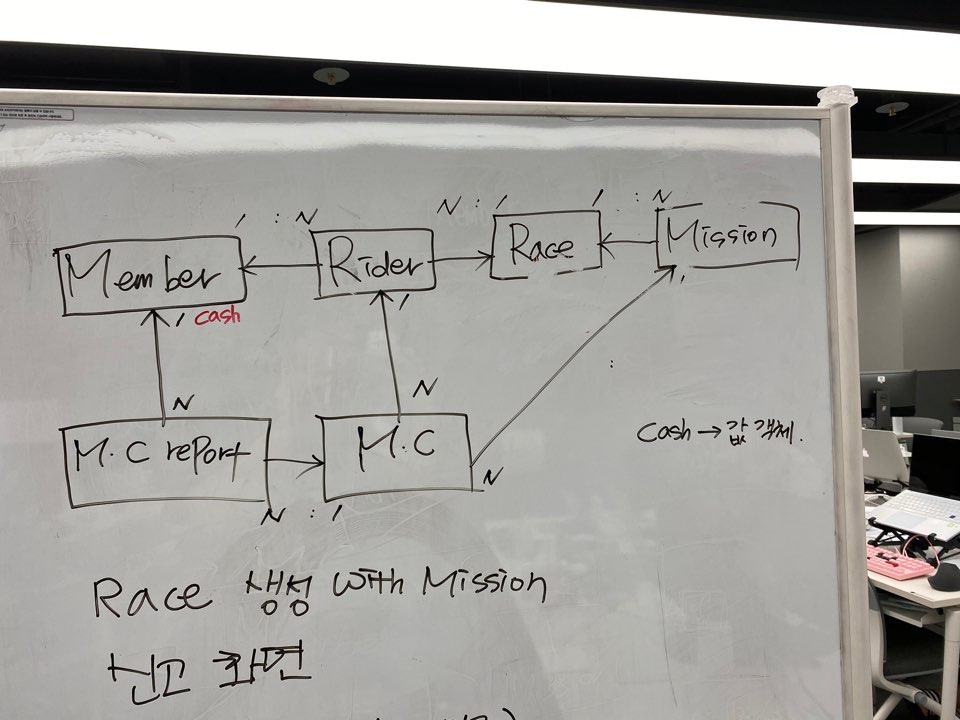 1 : N
N : 1
1 : N
Member
Rider
Race
Mission
1
cash
1
1
N
N
M.C rePort
M.C
N
N : 1
:
cash → 값 객체.
Race 생성 with Mission
신고 화면